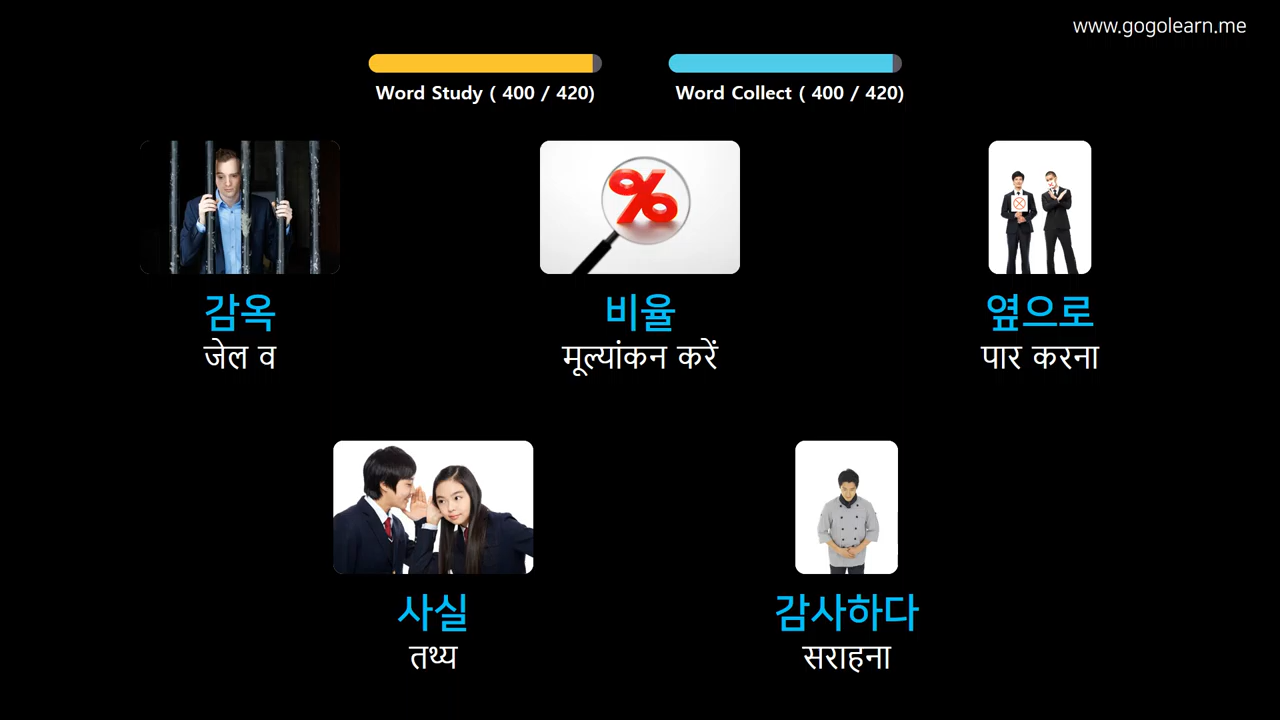 www.gogolearn.me
Word Study ( 400 / 420)
Word Collect ( 400 / 420)
감옥
जेल व
비율
मूल्यांकन करें
옆으로
पार करना
사실
तथ्य
감사하다
सराहना